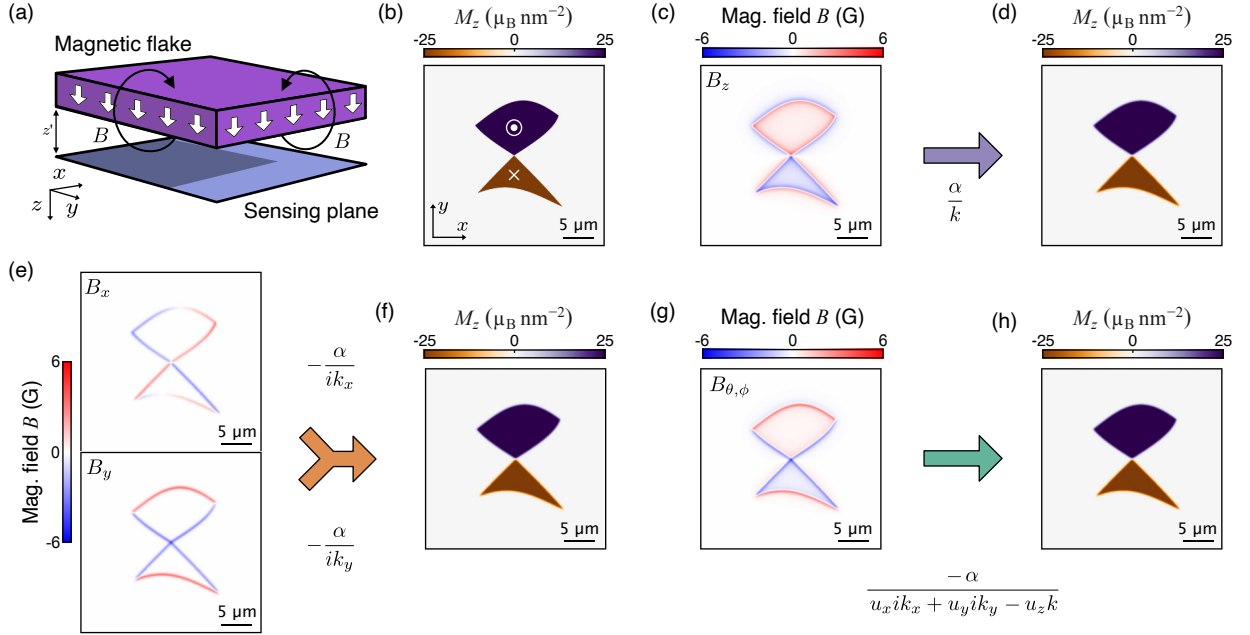 (a)
Magnetic flake
z'
B
B
x
y
z
Sensing plane
(b)
M_z (μ_B nm⁻²)
-25 0 25
y
x
5 μm
(c)
Mag. field B (G)
-6 0 6
B_z
5 μm
α/k
(d)
M_z (μ_B nm⁻²)
-25 0 25
5 μm
(e)
Mag. field B (G)
6
0
-6
B_x
5 μm
B_y
5 μm
-α/(ik_x)
-α/(ik_y)
(f)
M_z (μ_B nm⁻²)
-25 0 25
5 μm
(g)
Mag. field B (G)
-6 0 6
B_{θ,ϕ}
5 μm
-α/(u_x ik_x + u_y ik_y - u_z k)
(h)
M_z (μ_B nm⁻²)
-25 0 25
5 μm